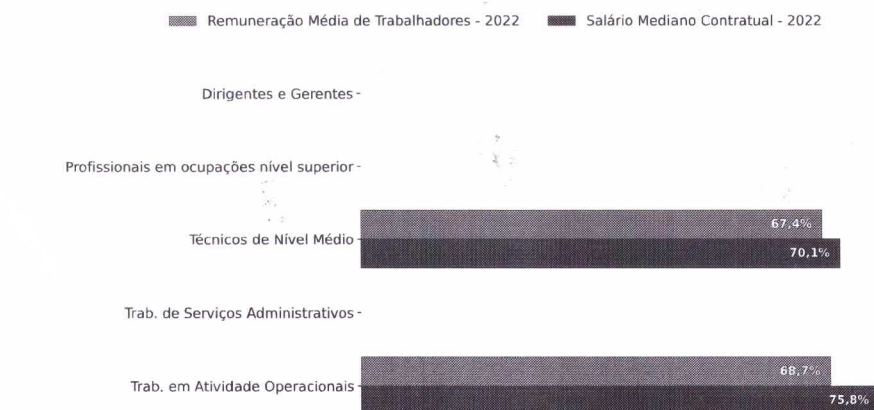 Remuneração Média de Trabalhadores - 2022 Salário Mediano Contratual - 2022
Dirigentes e Gerentes
Profissionais em ocupações nível superior
67,4%
Técnicos de Nível Médio
70,1%
Trab. de Serviços Administrativos
68,7%
Trab. em Atividade Operacionais
75,8%